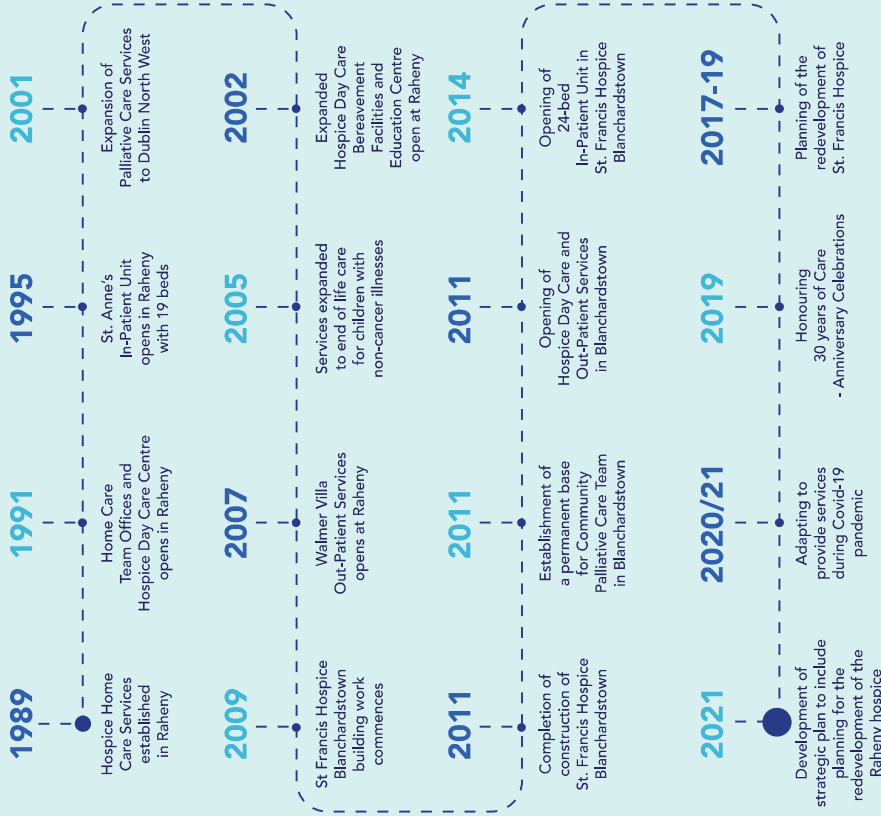 1989
Hospice Home
Care Services
established
in Raheny
1991
Home Care
Team Offices and
Hospice Day Care Centre
opens in Raheny
1995
St. Anne's
In-Patient Unit
opens in Raheny
with 19 beds
2001
Expansion of
Palliative Care Services
to Dublin North West
2002
Expanded
Hospice Day Care
Bereavement
Facilities and
Education Centre
open at Raheny
2005
Services expanded
to end of life care
for children with
non-cancer illnesses
2007
Walmer Villa
Out-Patient Services
opens at Raheny
2009
St Francis Hospice
Blanchardstown
building work
commences
2011
Completion of
construction of
St. Francis Hospice
Blanchardstown
2011
Establishment of
a permanent base
for Community
Palliative Care Team
in Blanchardstown
2011
Opening of
Hospice Day Care and
Out-Patient Services
in Blanchardstown
2014
Opening of
24-bed
In-Patient Unit in
St. Francis Hospice
Blanchardstown
2017-19
Planning of the
redevelopment of
St. Francis Hospice
2019
Honouring
30 years of Care
- Anniversary Celebrations
2020/21
Adapting to
provide services
during Covid-19
pandemic
2021
Development of
strategic plan to include
planning for the
redevelopment of the
Raheny hospice